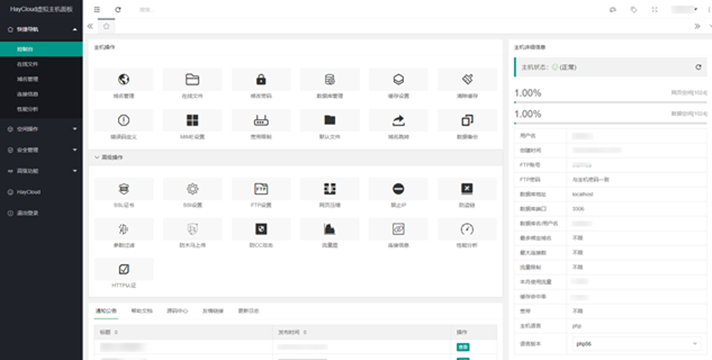 HayCloud虚拟主机面板
快捷导航
控制台
在线文件
域名管理
连接信息
性能分析
空间操作
安全管理
高级功能
HayCloud
退出登录
主机操作
域名管理 在线文件 修改密码 数据库管理 缓存设置 清除缓存
错误码定义 MIME设置 宽带限制 默认文件 域名跳转 数据备份
高级操作
SSL证书 SSI设置 FTP设置 网页压缩 禁止IP 防盗链
参数过滤 防木马上传 防CC攻击 流量图 连接信息 性能分析
HTTP认证
通知公告 帮助文档 源码中心 友情链接 更新日志
标题 发布时间 操作
查看
主机详细信息
主机状态: (正常)
1.00% 网页空间[1024]
1.00% 数据空间[1024]
用户名
创建时间
FTP账号
FTP密码 与主机密码一致
数据库地址 localhost
数据库端口 3306
数据库名/用户名
最多绑定域名 不限
最大连接数 不限
流量限制 不限
本月使用流量
缓存命中率
宽带 不限
主机语言 php
语言版本 php56